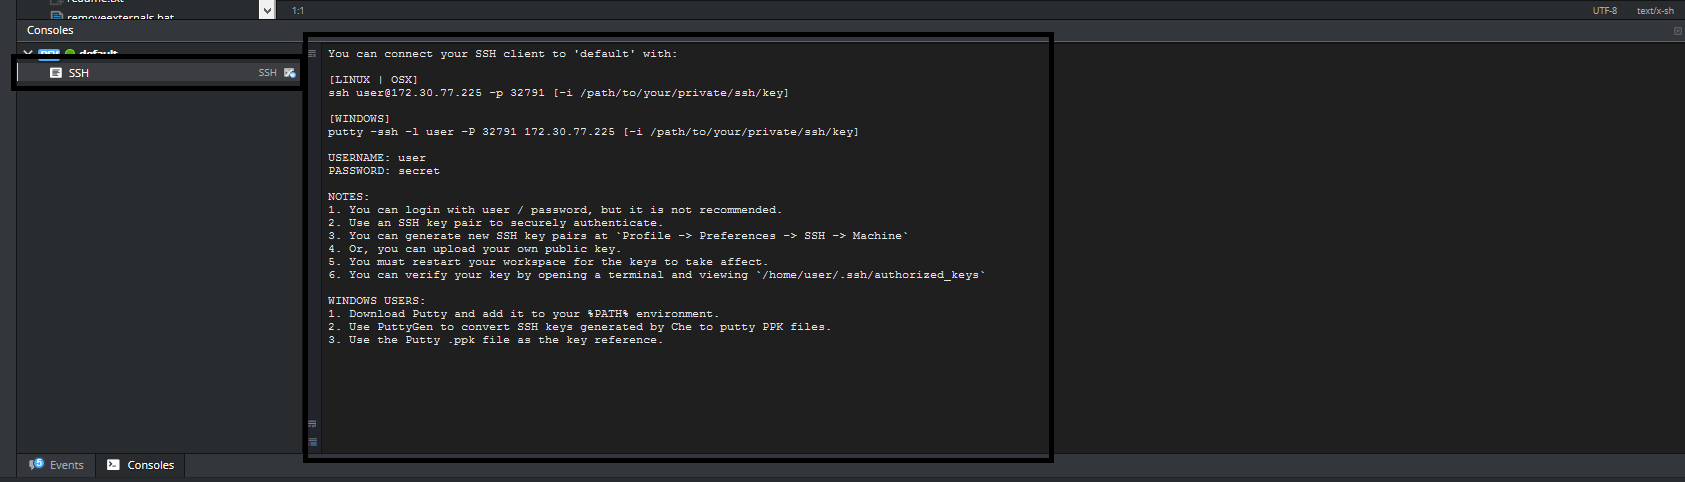 readme.txt
removeexternals.bat
1:1
UTF-8
text/x-sh
Consoles
DEV default
SSH
SSH
You can connect your SSH client to 'default' with:
[LINUX | OSX]
ssh user@172.30.77.225 -p 32791 [-i /path/to/your/private/ssh/key]
[WINDOWS]
putty -ssh -l user -P 32791 172.30.77.225 [-i /path/to/your/private/ssh/key]
USERNAME: user
PASSWORD: secret
NOTES:
1. You can login with user / password, but it is not recommended.
2. Use an SSH key pair to securely authenticate.
3. You can generate new SSH key pairs at `Profile -> Preferences -> SSH -> Machine`
4. Or, you can upload your own public key.
5. You must restart your workspace for the keys to take affect.
6. You can verify your key by opening a terminal and viewing `/home/user/.ssh/authorized_keys`
WINDOWS USERS:
1. Download Putty and add it to your %PATH% environment.
2. Use PuttyGen to convert SSH keys generated by Che to putty PPK files.
3. Use the Putty .ppk file as the key reference.
5 Events
Consoles